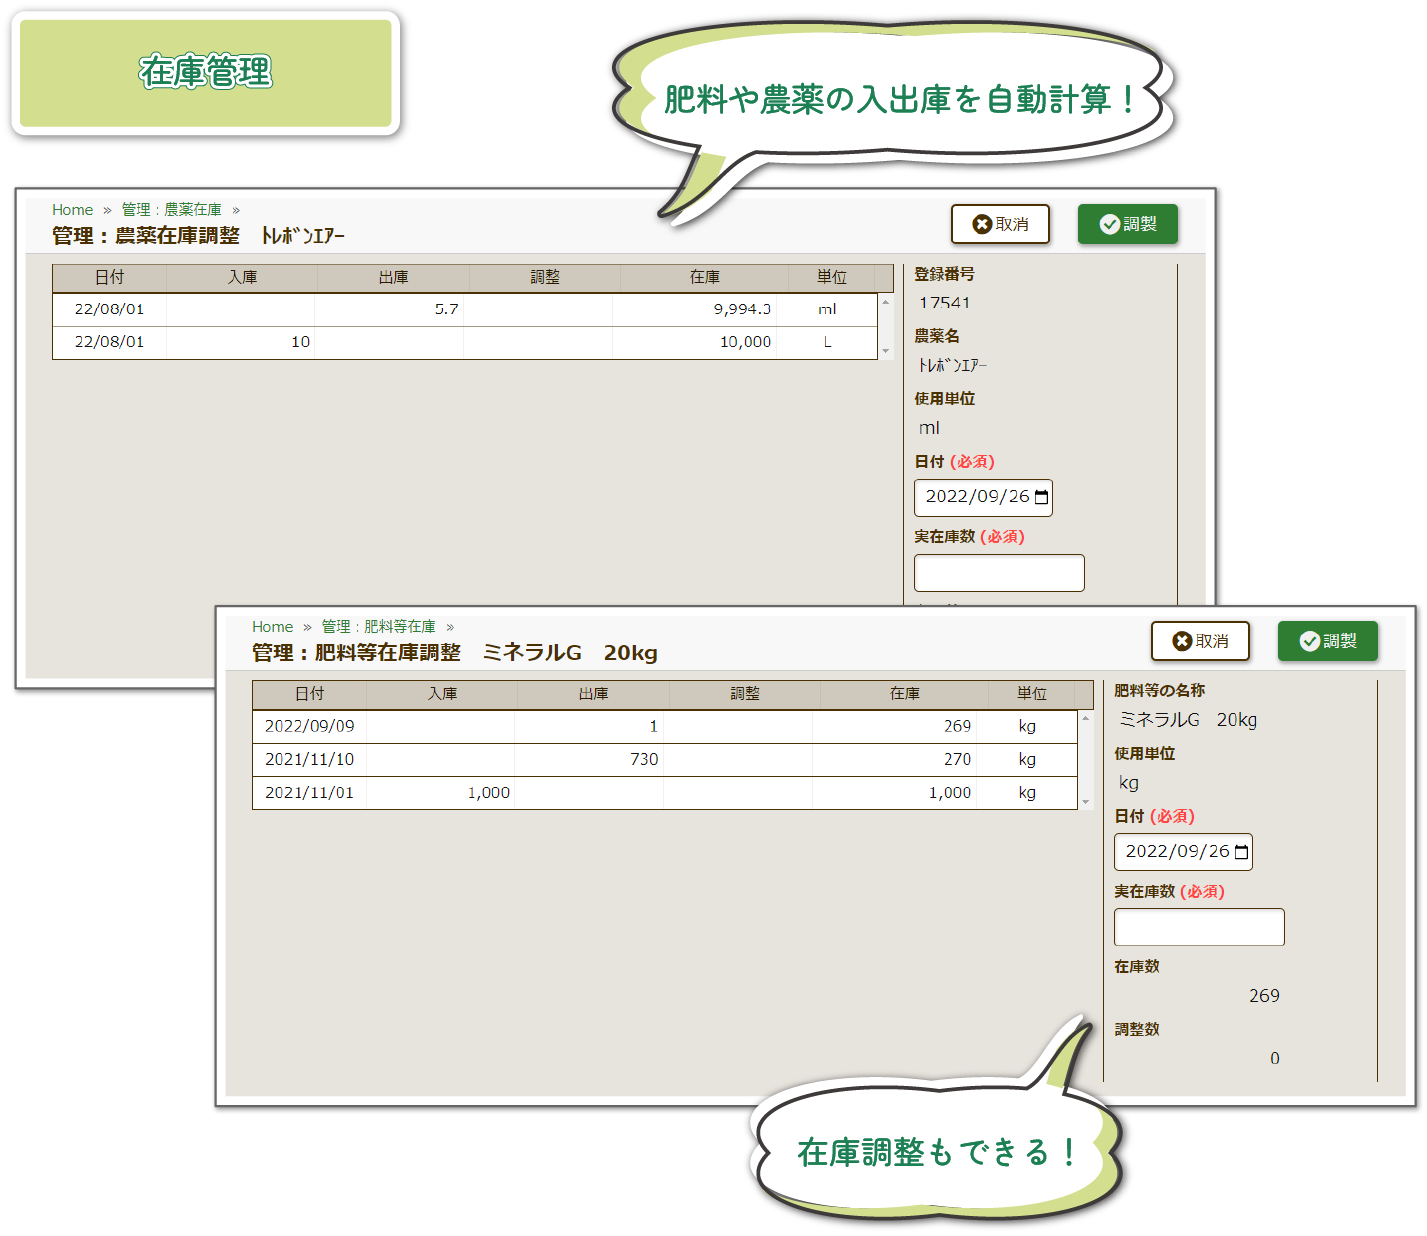 在庫管理
肥料や農薬の入出庫を自動計算！
Home » 管理：農薬在庫 »
管理：農薬在庫調整　ﾄﾚﾎﾞﾝｴｱｰ
取消
調製
日付 入庫 出庫 調整 在庫 単位
22/08/01 5.7 9,994.3 ml
22/08/01 10 10,000 L
登録番号
17541
農薬名
ﾄﾚﾎﾞﾝｴｱｰ
使用単位
ml
日付 (必須)
2022/09/26
実在庫数 (必須)
Home » 管理：肥料等在庫 »
管理：肥料等在庫調整　ミネラルG　20kg
取消
調製
日付 入庫 出庫 調整 在庫 単位
2022/09/09 1 269 kg
2021/11/10 730 270 kg
2021/11/01 1,000 1,000 kg
肥料等の名称
ミネラルG　20kg
使用単位
kg
日付 (必須)
2022/09/26
実在庫数 (必須)
在庫数
269
調整数
0
在庫調整もできる！